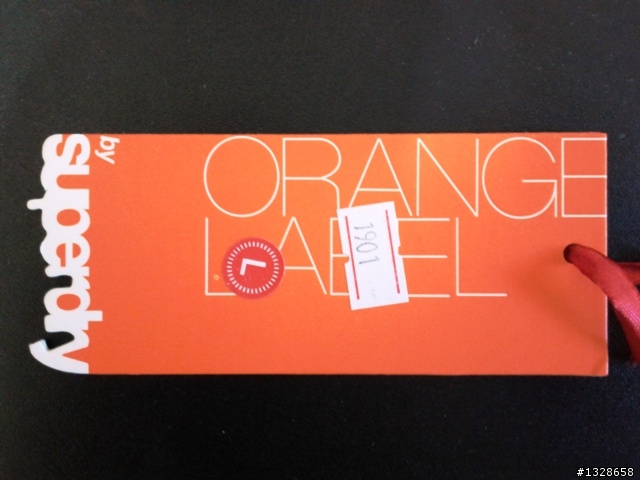 ORANGE
LABEL
by
superdry
L
1901
#1328658